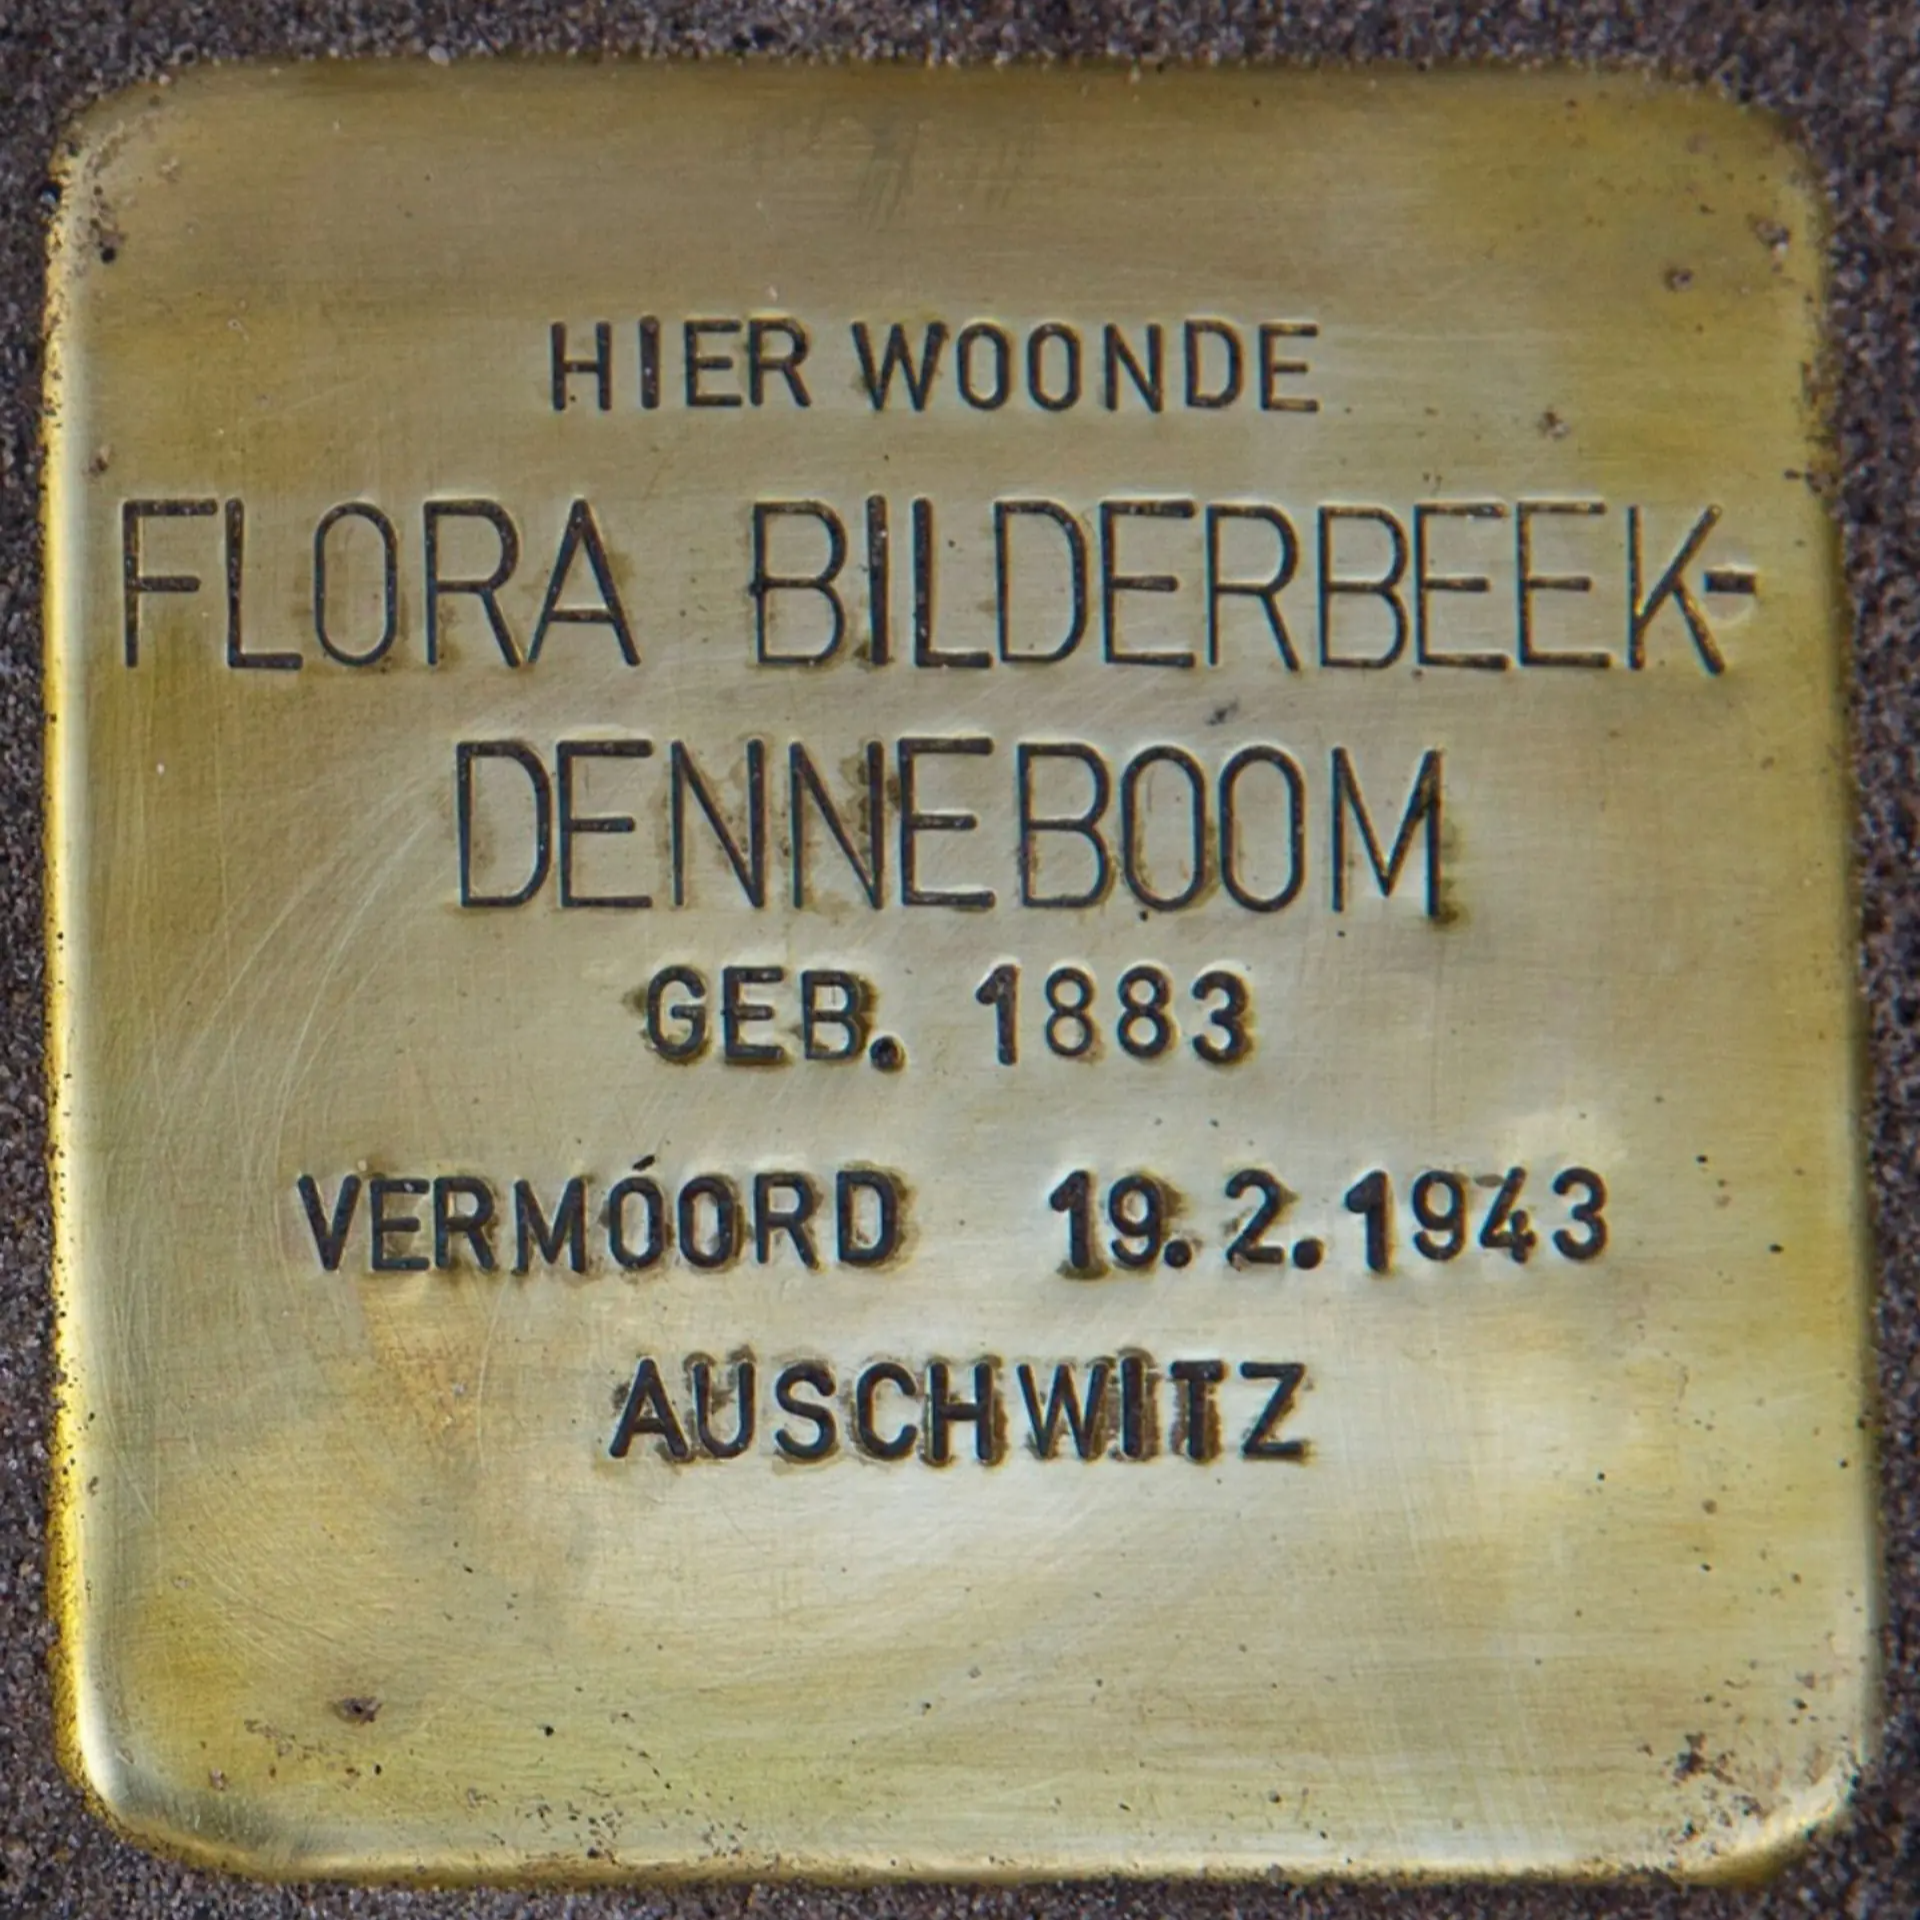 HIER WOONDE
FLORA BILDERBEEK-
DENNEBOOM
GEB. 1883
VERMÓORD 19.2.1943
AUSCHWITZ